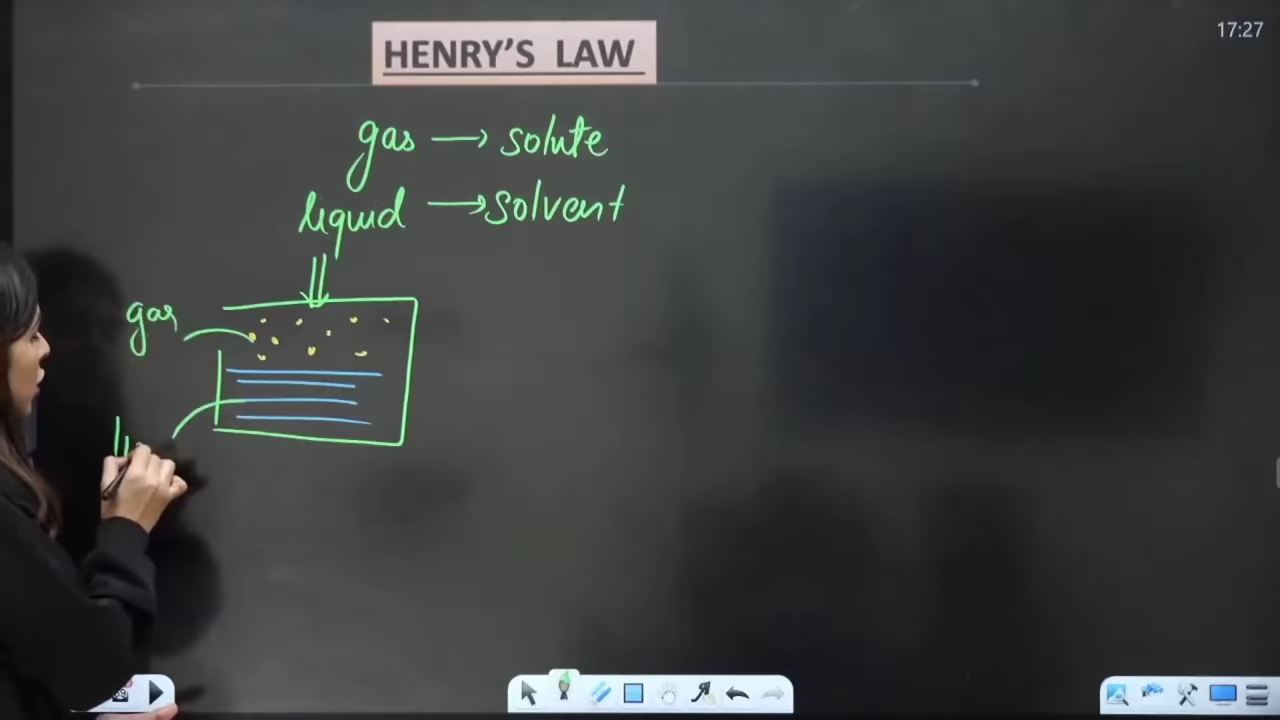 17:27
HENRY'S LAW
gas → solute
liquid → solvent
gas